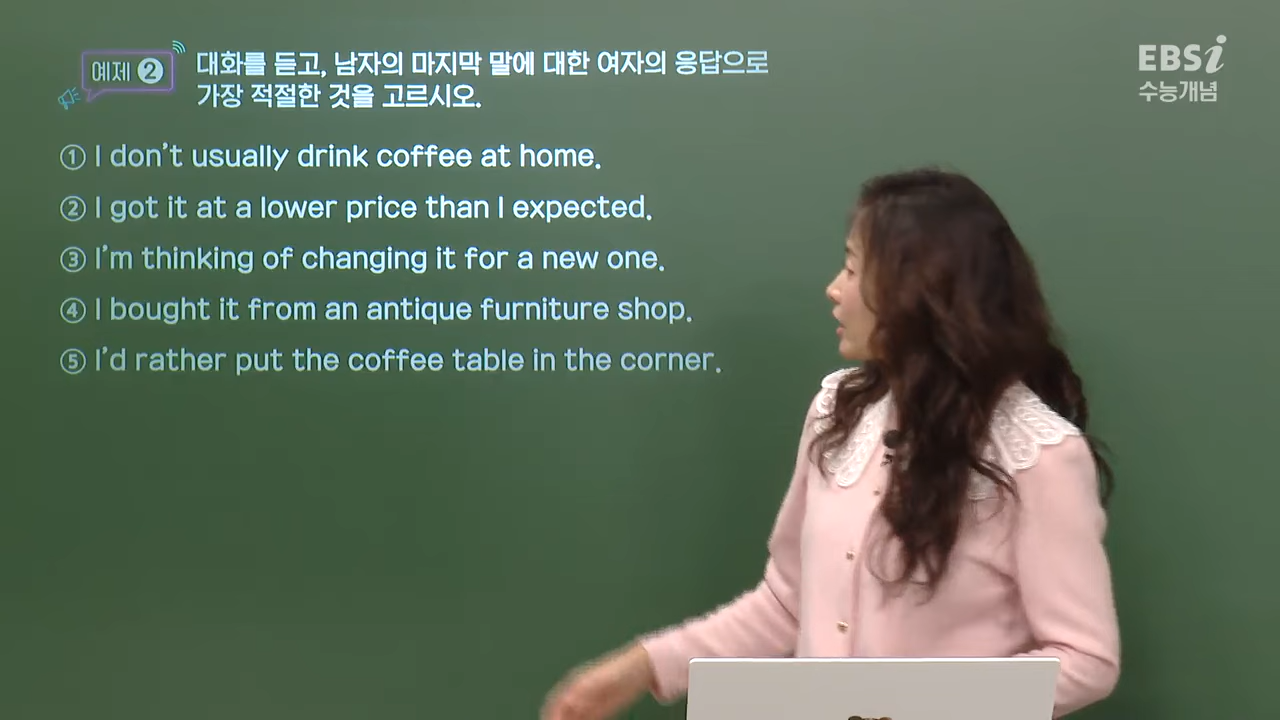 예제 2
대화를 듣고, 남자의 마지막 말에 대한 여자의 응답으로
가장 적절한 것을 고르시오.
EBSi
수능개념
① I don't usually drink coffee at home.
② I got it at a lower price than I expected.
③ I'm thinking of changing it for a new one.
④ I bought it from an antique furniture shop.
⑤ I'd rather put the coffee table in the corner.